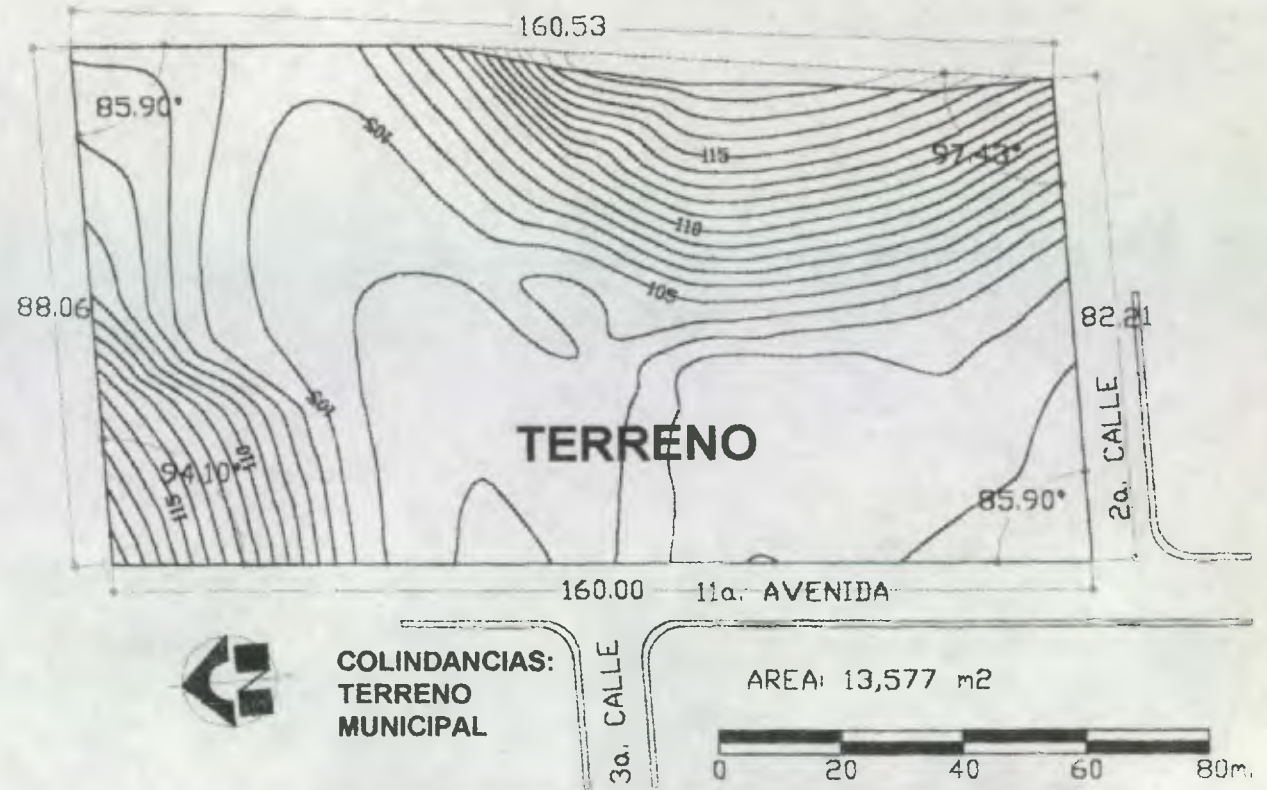 160.53
85.90°
105
115
97.43°
110
105
88.06
82.21
105
TERRENO
110
94.10°
115
85.90°
2a. CALLE
160.00
11a. AVENIDA
COLINDANCIAS:
TERRENO
MUNICIPAL
3a. CALLE
AREA: 13,577 m2
0 20 40 60 80m.